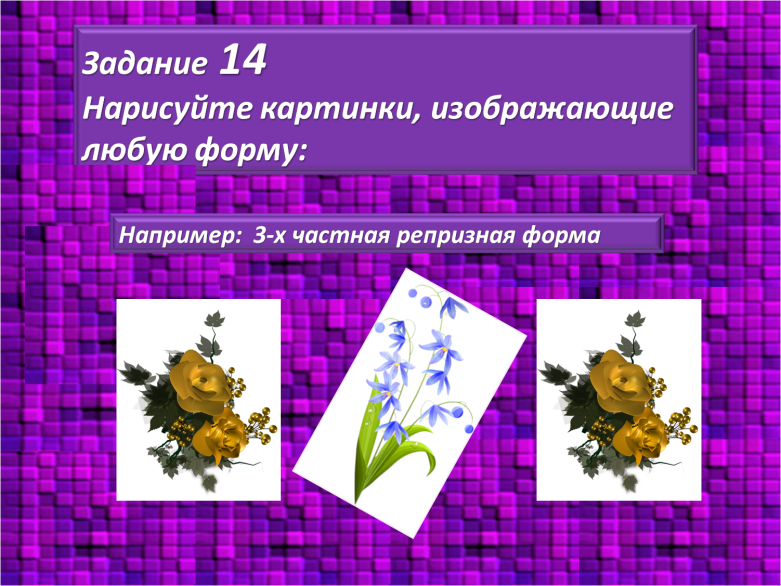 Задание 14
Нарисуйте картинки, изображающие
любую форму:
Например: 3-х частная репризная форма